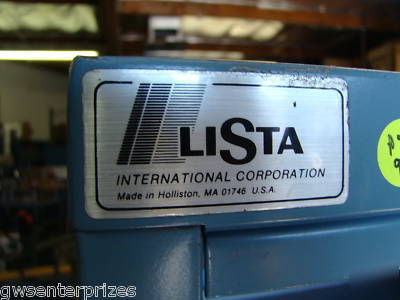 LISTA
INTERNATIONAL CORPORATION
Made in Holliston, MA 01746 U.S.A.
gwsenterprizes